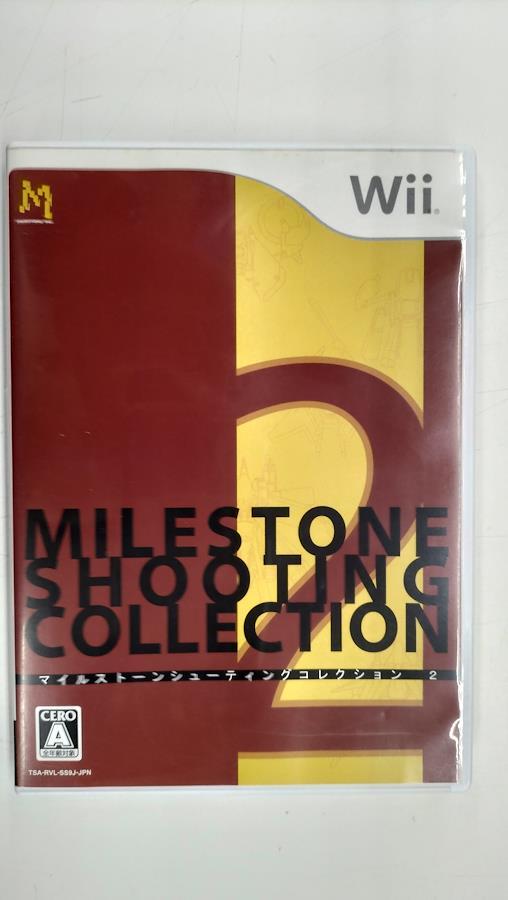 M
Wii
MILESTONE
SHOOTING
COLLECTION
2
マイルストーンシューティングコレクション 2
CERO
A
全年齢対象
TSA-RVL-SS9J-JPN